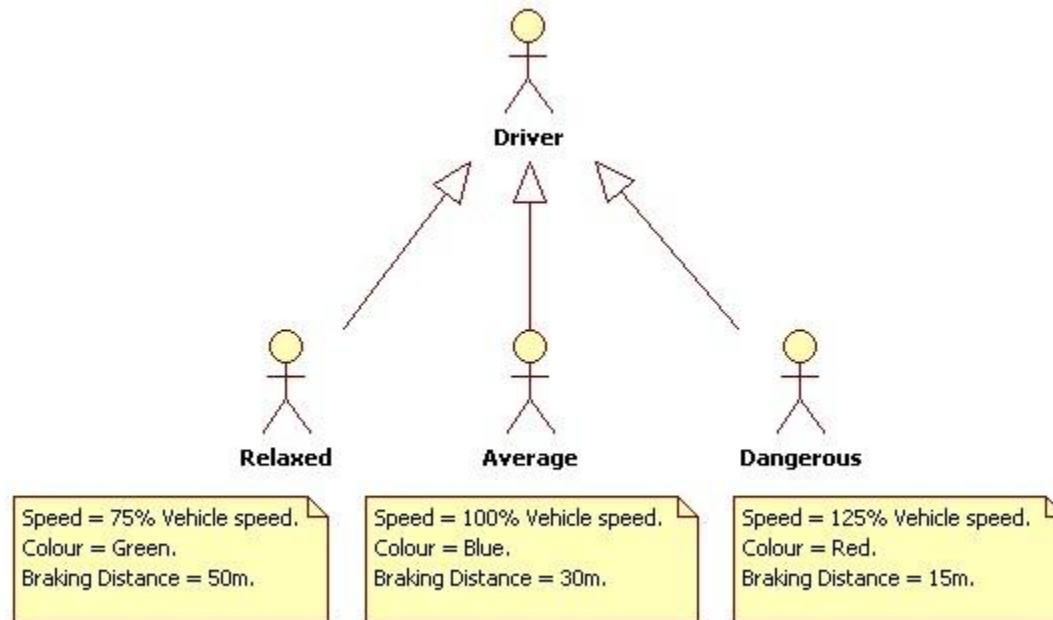 Driver
Relaxed
Average
Dangerous
Speed = 75% Vehicle speed.
Colour = Green.
Braking Distance = 50m.
Speed = 100% Vehicle speed.
Colour = Blue.
Braking Distance = 30m.
Speed = 125% Vehicle speed.
Colour = Red.
Braking Distance = 15m.